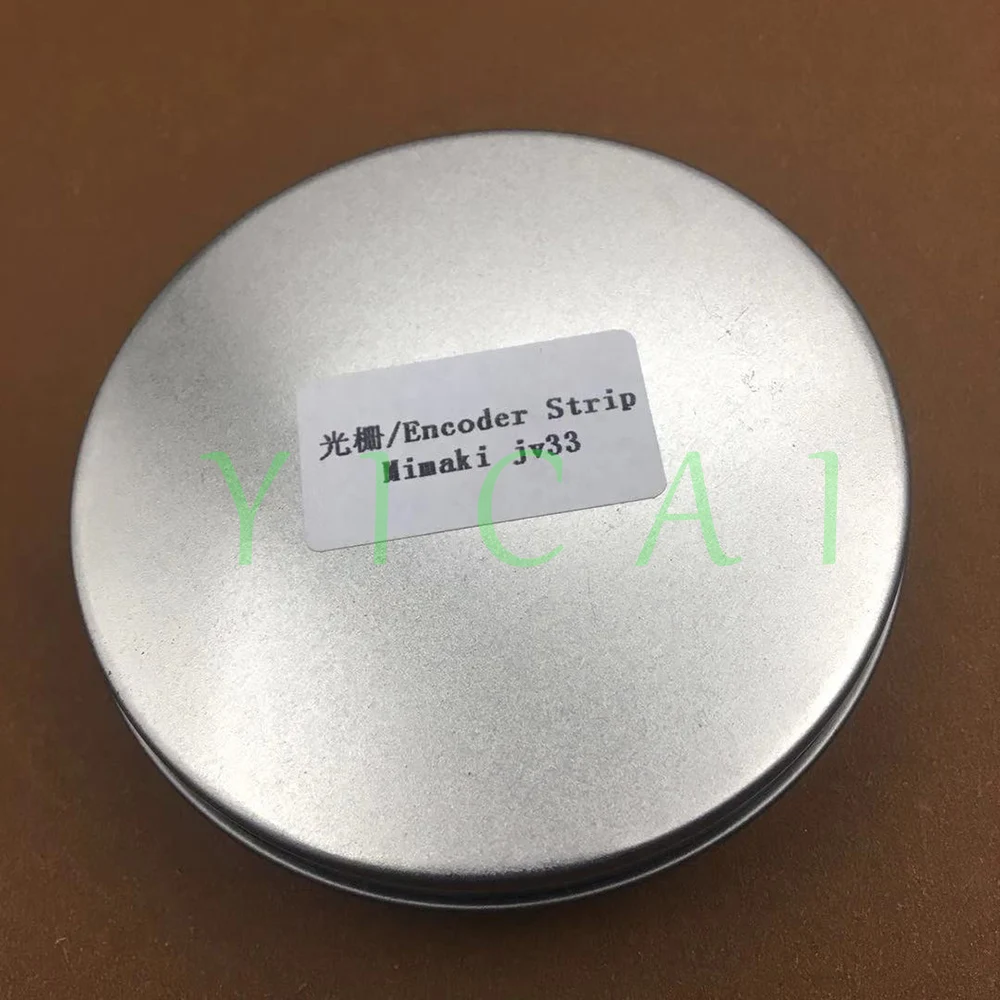 光栅/Encoder Strip
Mimaki jv33
YICAI